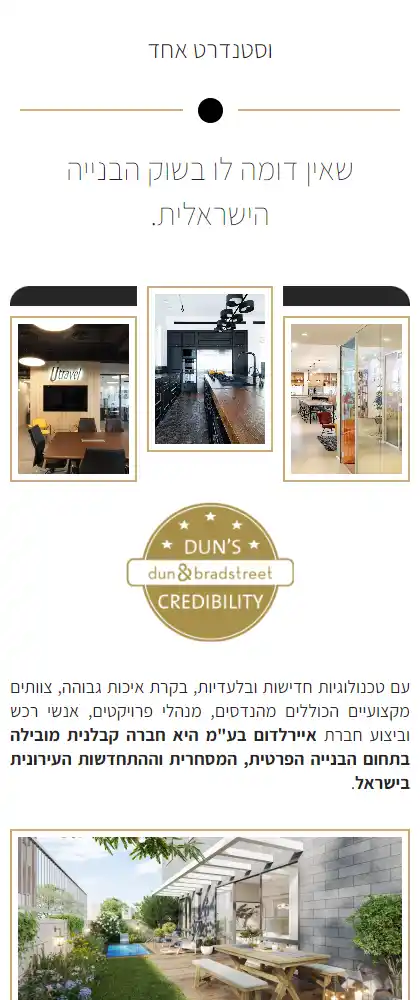 וסטנדרט אחד
שאין דומה לו בשוק הבנייה
הישראלית.
Utravel
DUN'S
dun&bradstreet
CREDIBILITY
עם טכנולוגיות חדישות ובלעדיות, בקרת איכות גבוהה, צוותים
מקצועיים הכוללים מהנדסים, מנהלי פרויקטים, אנשי רכש
וביצוע חברת איירלדום בע"מ היא חברה קבלנית מובילה
בתחום הבנייה הפרטית, המסחרית וההתחדשות העירונית
בישראל.